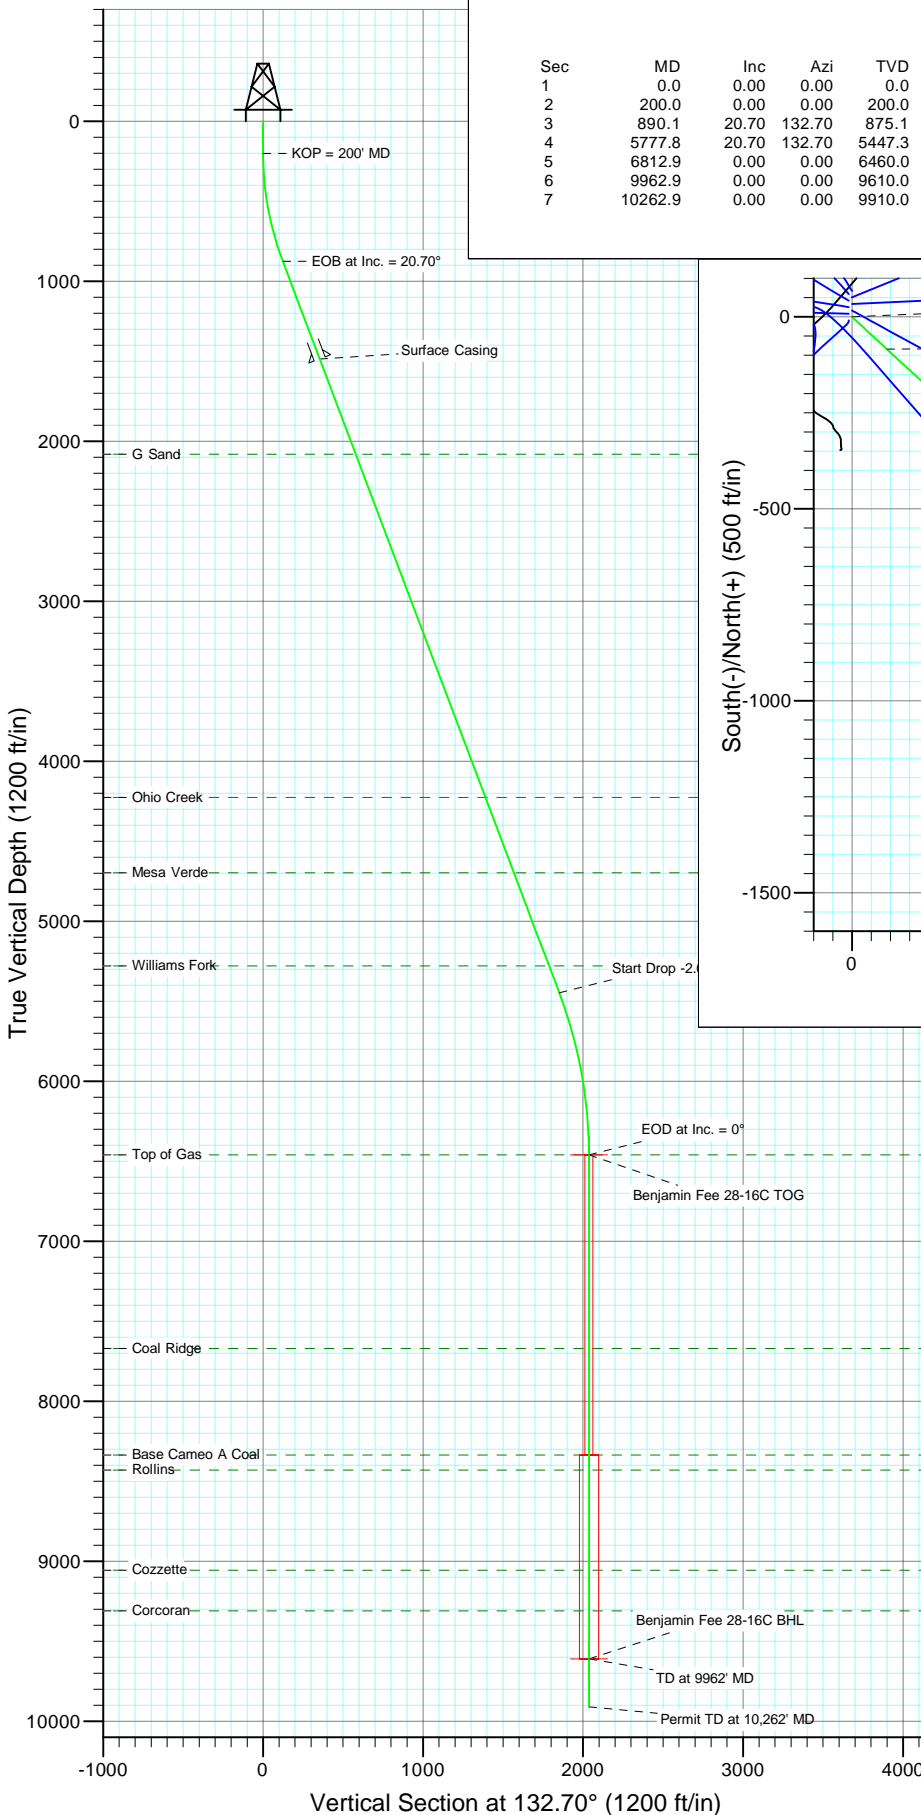 Sec MD Inc Azi TVD
1 0.0 0.00 0.00 0.0
2 200.0 0.00 0.00 200.0
3 890.1 20.70 132.70 875.1
4 5777.8 20.70 132.70 5447.3
5 6812.9 0.00 0.00 6460.0
6 9962.9 0.00 0.00 9610.0
7 10262.9 0.00 0.00 9910.0
0
KOP = 200' MD
EOB at Inc. = 20.70°
1000
Surface Casing
2000
G Sand
3000
4000
Ohio Creek
Mesa Verde
5000
Williams Fork
Start Drop -2.
6000
EOD at Inc. = 0°
Top of Gas
Benjamin Fee 28-16C TOG
7000
Coal Ridge
8000
Base Cameo A Coal
Rollins
9000
Cozzette
Corcoran
Benjamin Fee 28-16C BHL
TD at 9962' MD
Permit TD at 10,262' MD
10000
-1000 0 1000 2000 3000 4000
Vertical Section at 132.70° (1200 ft/in)
True Vertical Depth (1200 ft/in)
0
-500
-1000
-1500
0
South(-)/North(+) (500 ft/in)